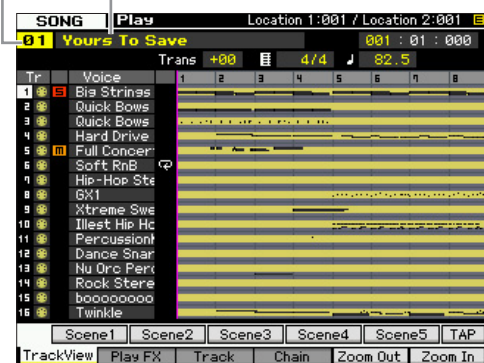 SONG Play Location 1:001 / Location 2:001 E
01 Yours To Save 001 : 01 : 000
Trans +00 4/4 ♩ 82.5
Tr Voice 1 2 3 4 5 6 7 8
1 S Big Strings
2 Quick Bows
3 Quick Bows
4 Hard Drive
5 m Full Concer
6 Soft RnB
7 Hip-Hop Ste
8 GX1
9 Xtreme Swe
10 Illest Hip Ho
11 Percussion
12 Dance Snar
13 Nu Orc Perc
14 Rock Stere
15 booooooooo
16 Twinkle
Scene1 Scene2 Scene3 Scene4 Scene5 TAP
TrackView Play FX Track Chain Zoom Out Zoom In